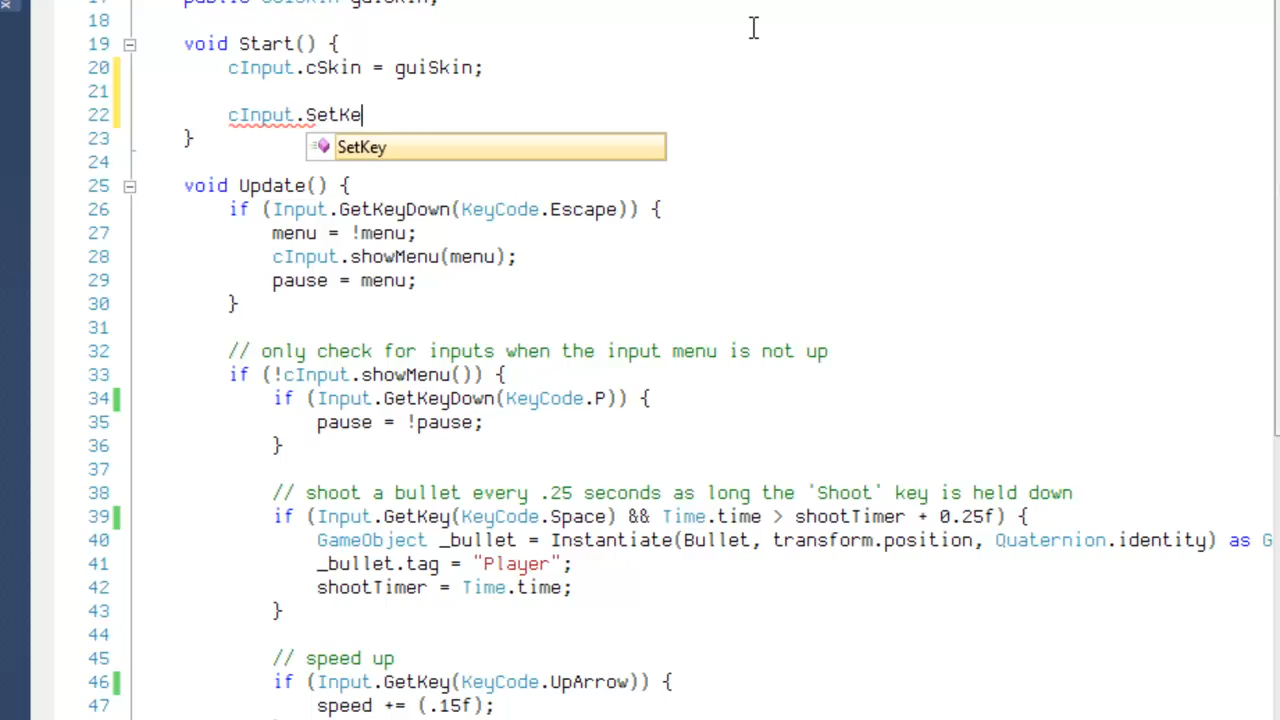 17 public GUISkin guiSkin;
18
19 void Start() {
20 cInput.cSkin = guiSkin;
21
22 cInput.SetKe
SetKey
23 }
24
25 void Update() {
26 if (Input.GetKeyDown(KeyCode.Escape)) {
27 menu = !menu;
28 cInput.showMenu(menu);
29 pause = menu;
30 }
31
32 // only check for inputs when the input menu is not up
33 if (!cInput.showMenu()) {
34 if (Input.GetKeyDown(KeyCode.P)) {
35 pause = !pause;
36 }
37
38 // shoot a bullet every .25 seconds as long the 'Shoot' key is held down
39 if (Input.GetKey(KeyCode.Space) && Time.time > shootTimer + 0.25f) {
40 GameObject _bullet = Instantiate(Bullet, transform.position, Quaternion.identity) as G
41 _bullet.tag = "Player";
42 shootTimer = Time.time;
43 }
44
45 // speed up
46 if (Input.GetKey(KeyCode.UpArrow)) {
47 speed += (.15f);